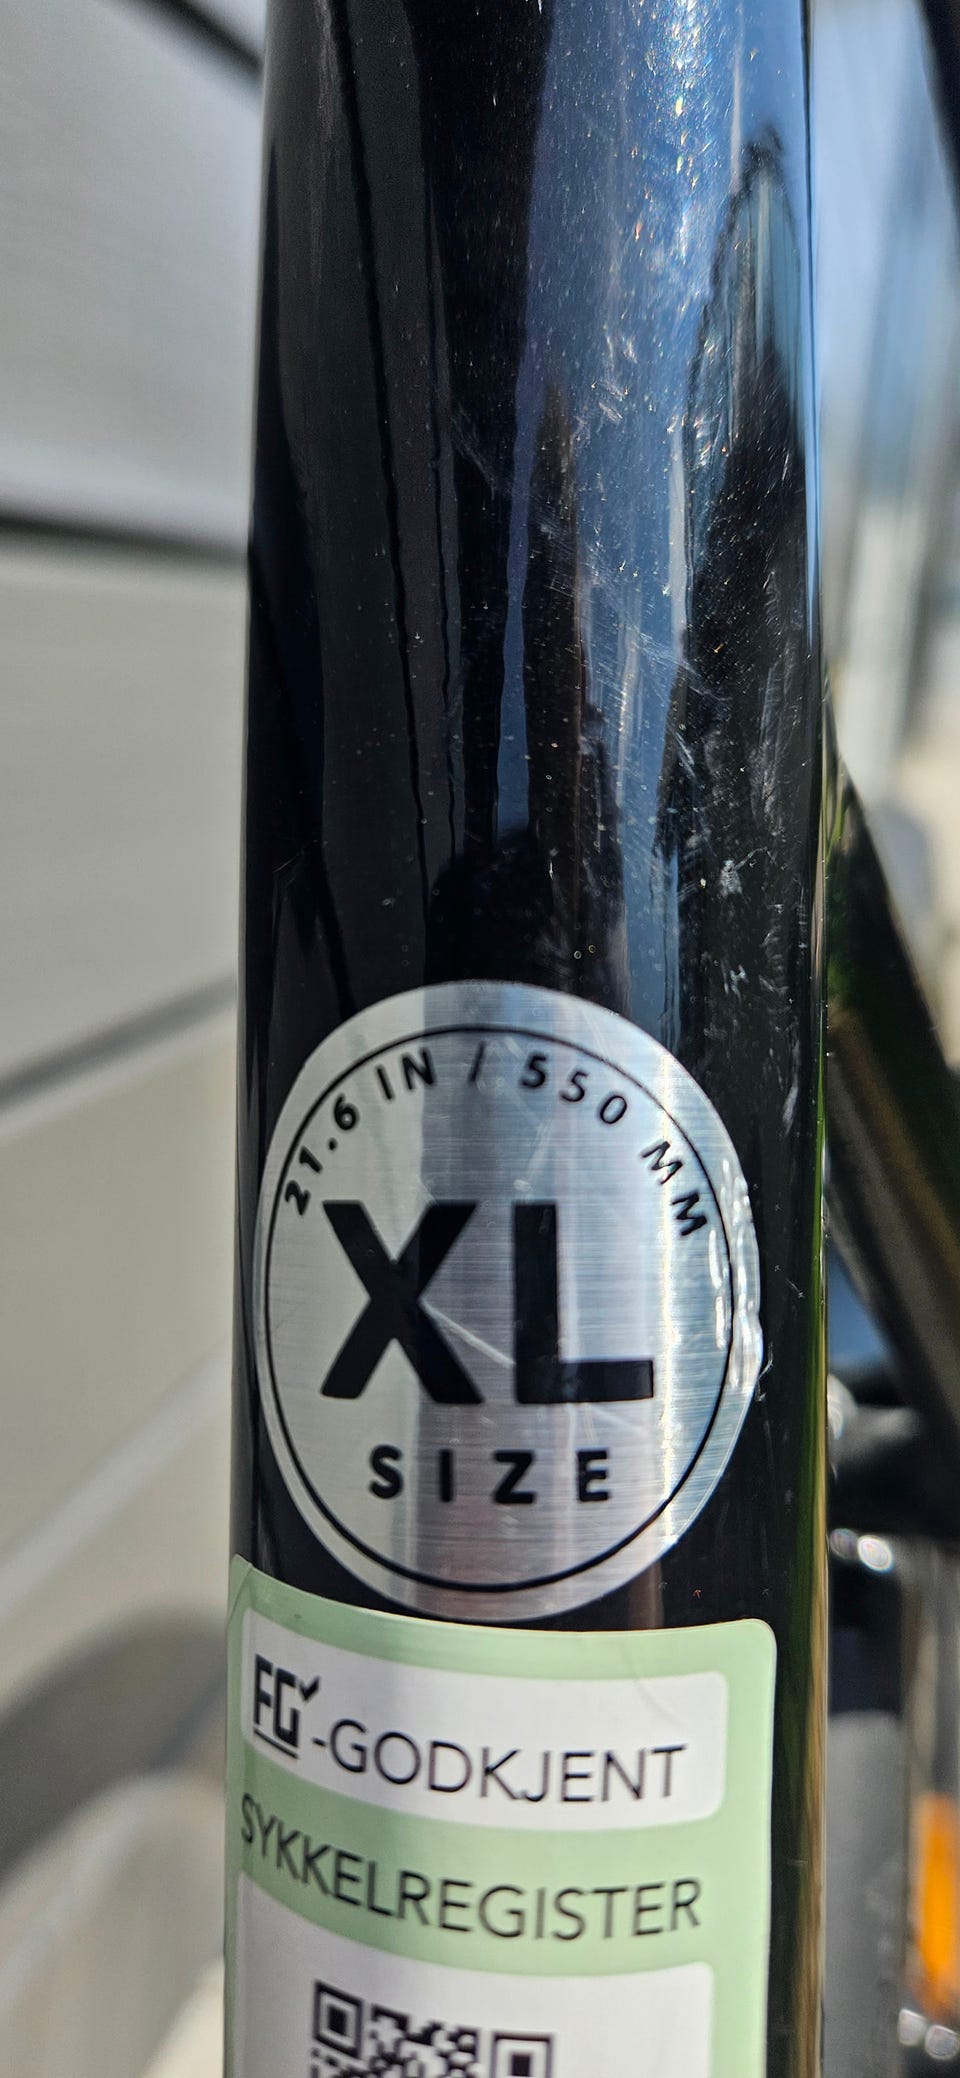 21.6 IN / 550 MM
XL
SIZE
FG-GODKJENT
SYKKELREGISTER